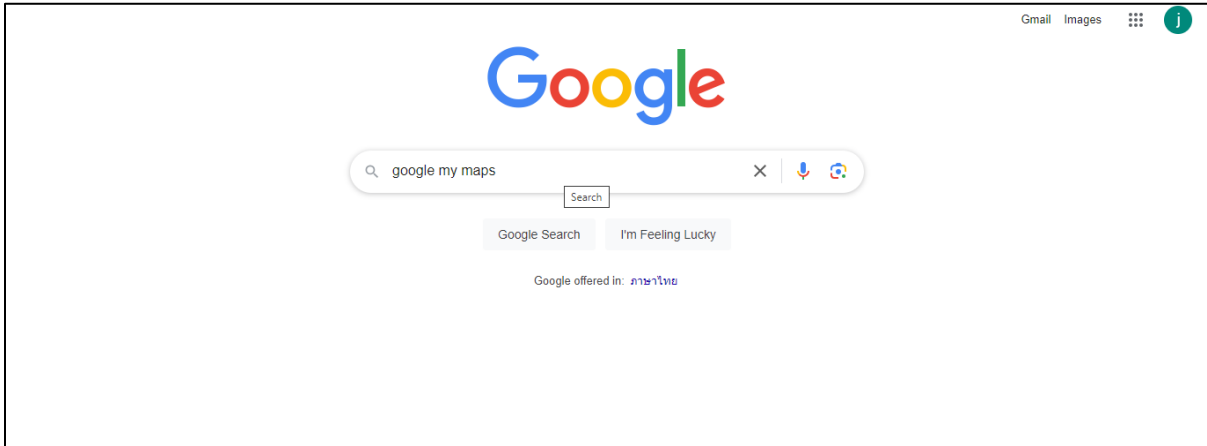 Gmail Images
j
Google
google my maps
Search
Google Search I'm Feeling Lucky
Google offered in: ภาษาไทย